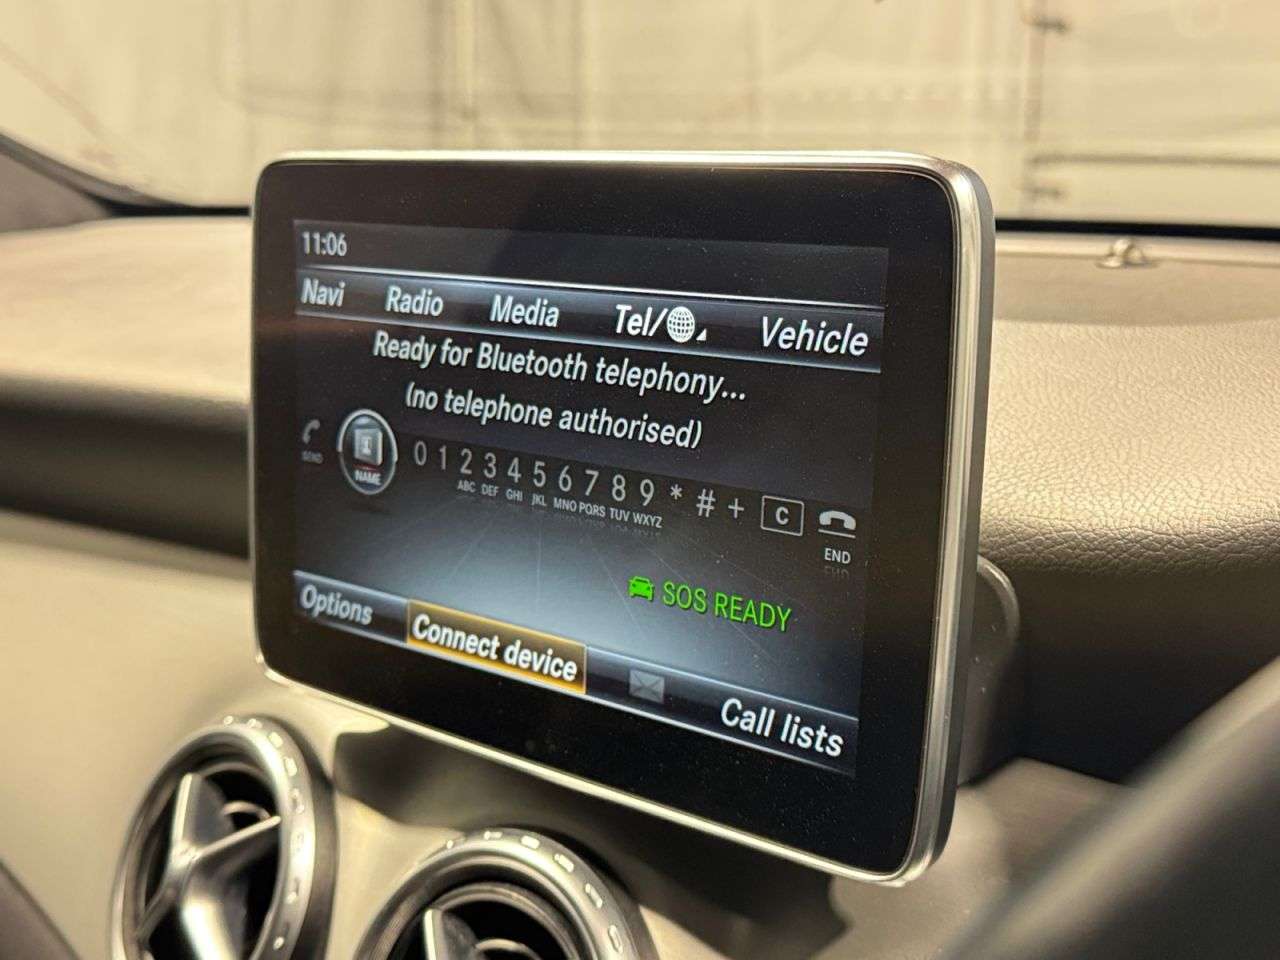 11:06
Navi Radio Media Tel/ Vehicle
Ready for Bluetooth telephony...
(no telephone authorised)
SEND NAME 0 1 2 3 4 5 6 7 8 9 * # + C END
ABC DEF GHI JKL MNO PQRS TUV WXYZ
SOS READY
Options Connect device Call lists